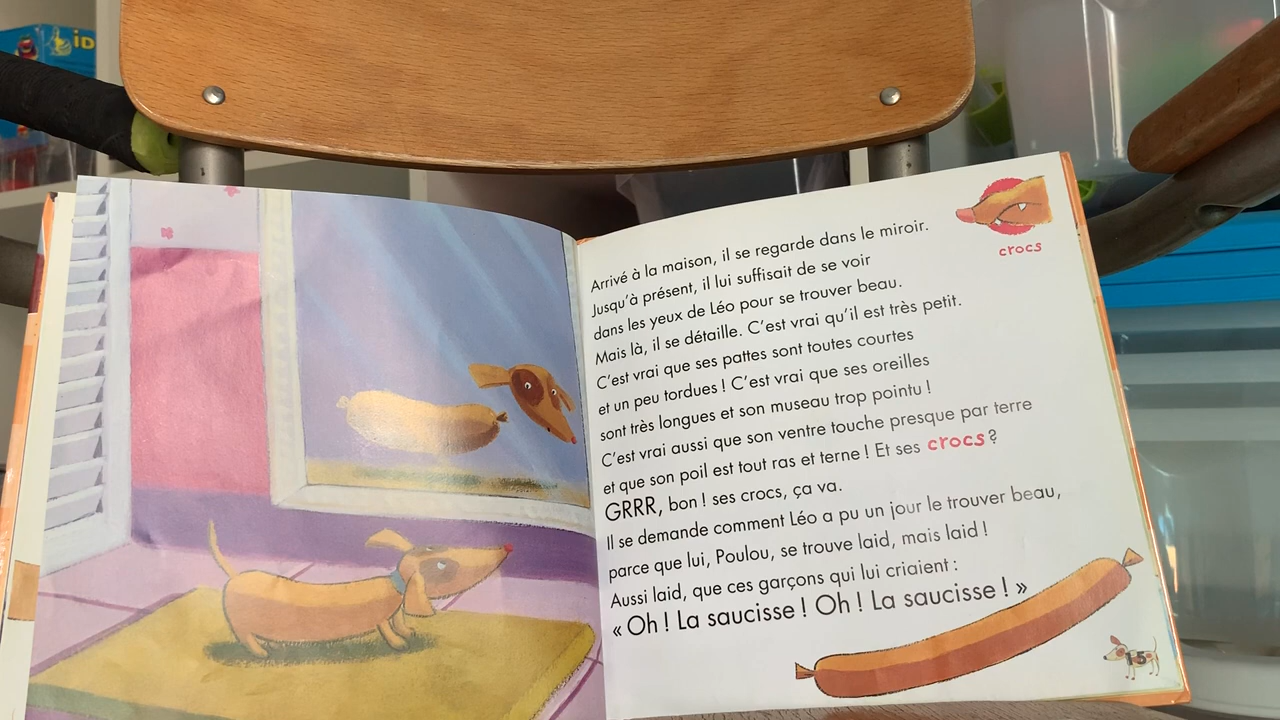 iD
crocs
Arrivé à la maison, il se regarde dans le miroir.
Jusqu'à présent, il lui suffisait de se voir
dans les yeux de Léo pour se trouver beau.
Mais là, il se détaille. C'est vrai qu'il est très petit.
C'est vrai que ses pattes sont toutes courtes
et un peu tordues ! C'est vrai que ses oreilles
sont très longues et son museau trop pointu !
C'est vrai aussi que son ventre touche presque par terre
et que son poil est tout ras et terne ! Et ses crocs ?
GRRR, bon ! ses crocs, ça va.
Il se demande comment Léo a pu un jour le trouver beau,
parce que lui, Poulou, se trouve laid, mais laid !
Aussi laid, que ces garçons qui lui criaient :
« Oh ! La saucisse ! Oh ! La saucisse ! »